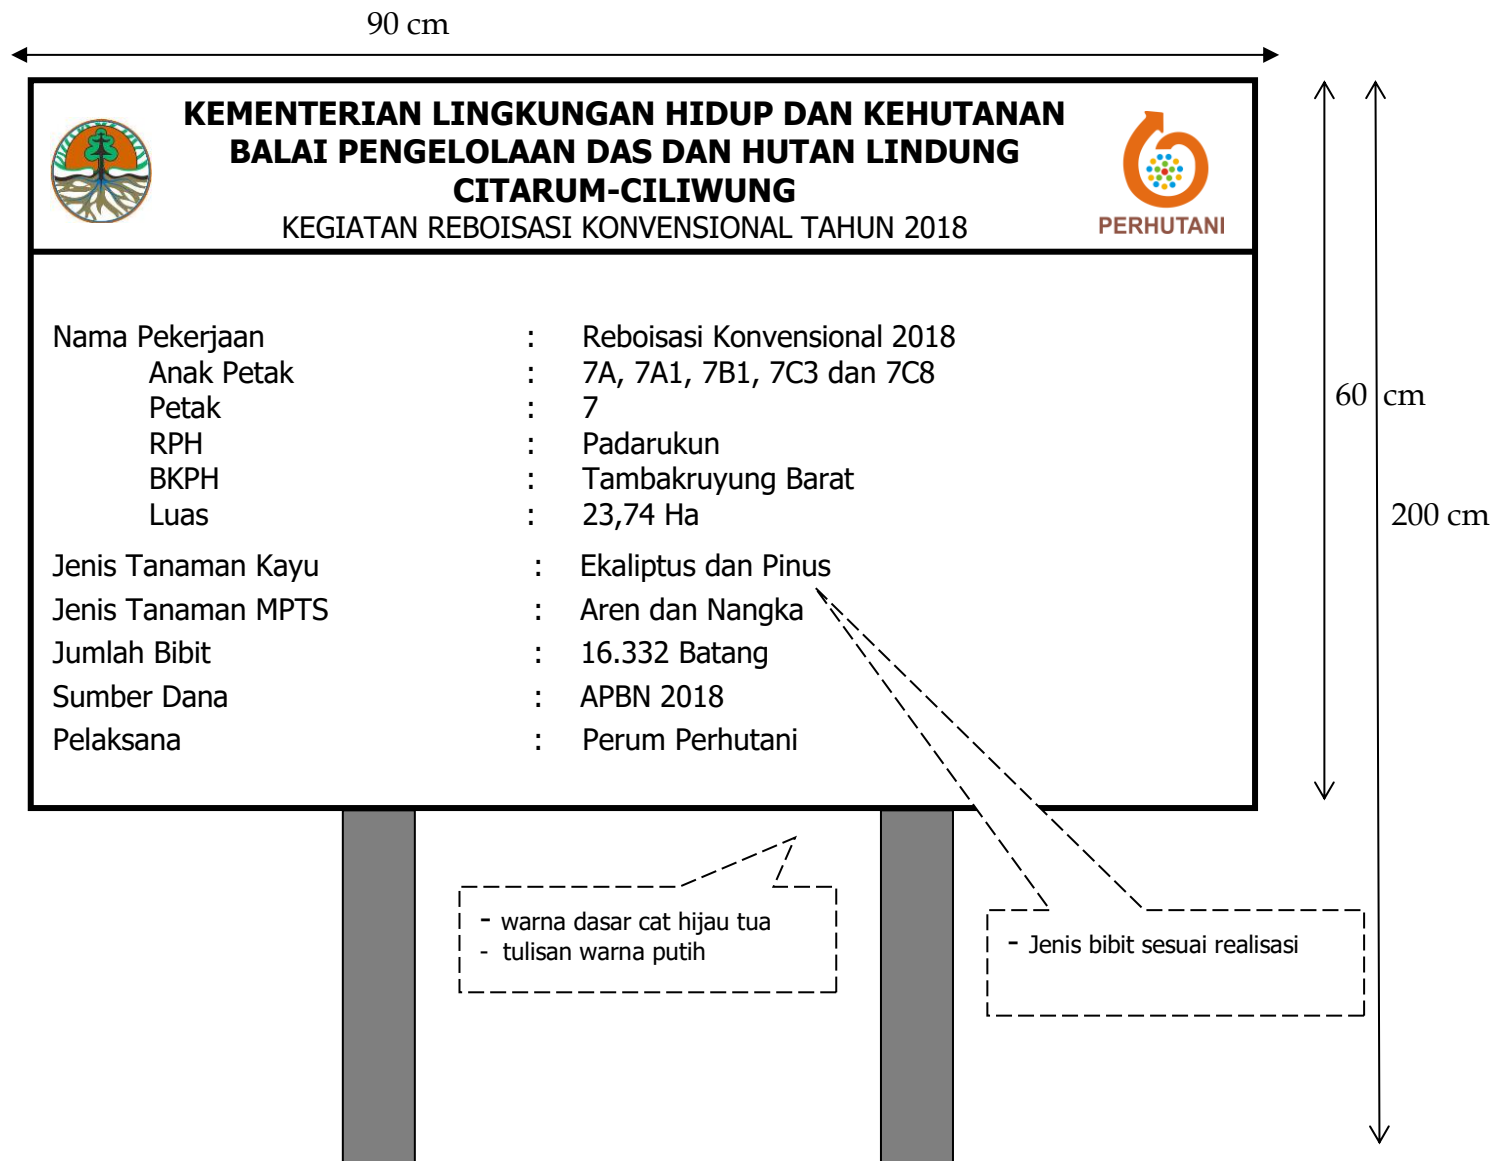 90 cm
KEMENTERIAN LINGKUNGAN HIDUP DAN KEHUTANAN
BALAI PENGELOLAAN DAS DAN HUTAN LINDUNG
CITARUM-CILIWUNG
KEGIATAN REBOISASI KONVENSIONAL TAHUN 2018
PERHUTANI
Nama Pekerjaan : Reboisasi Konvensional 2018
Anak Petak : 7A, 7A1, 7B1, 7C3 dan 7C8
Petak : 7
RPH : Padarukun
BKPH : Tambakruyung Barat
Luas : 23,74 Ha
Jenis Tanaman Kayu : Ekaliptus dan Pinus
Jenis Tanaman MPTS : Aren dan Nangka
Jumlah Bibit : 16.332 Batang
Sumber Dana : APBN 2018
Pelaksana : Perum Perhutani
60 cm
200 cm
- warna dasar cat hijau tua
- tulisan warna putih
- Jenis bibit sesuai realisasi